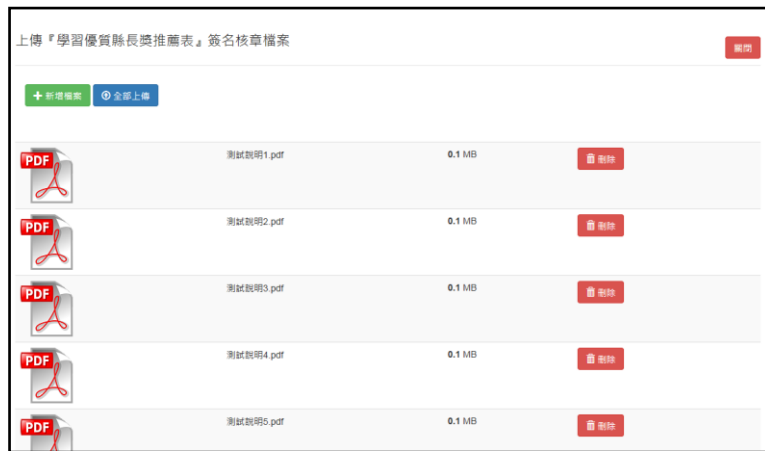 上傳『學習優質縣長獎推薦表』簽名核章檔案
關閉
新增檔案 全部上傳
PDF 測試說明1.pdf 0.1 MB 刪除
PDF 測試說明2.pdf 0.1 MB 刪除
PDF 測試說明3.pdf 0.1 MB 刪除
PDF 測試說明4.pdf 0.1 MB 刪除
PDF 測試說明5.pdf 0.1 MB 刪除